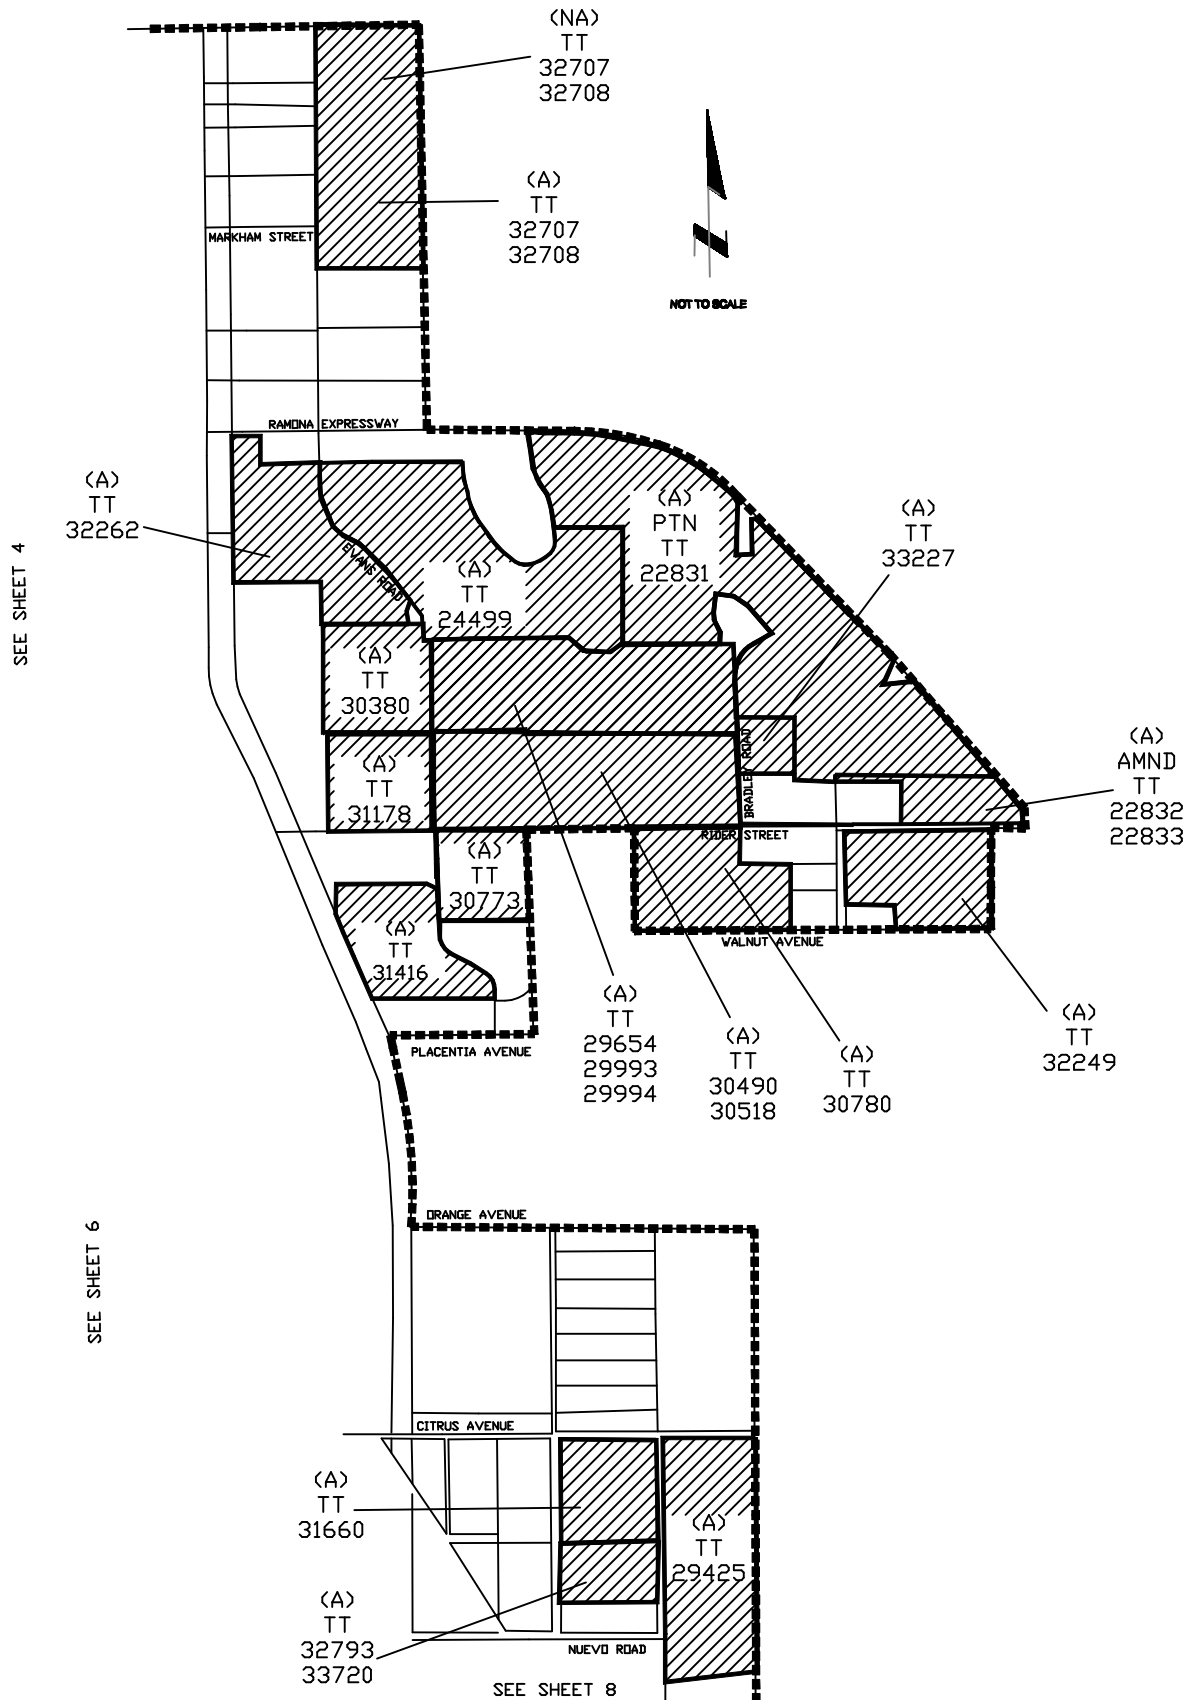 (NA)
TT
32707
32708
(A)
TT
32707
32708
MARKHAM STREET
NOT TO SCALE
RAMONA EXPRESSWAY
(A)
TT
32262
SEE SHEET 4
EVANS ROAD
(A)
TT
24499
(A)
PTN
TT
22831
(A)
TT
33227
(A)
TT
30380
(A)
TT
31178
BRADLEY ROAD
(A)
AMND
TT
22832
22833
RIDER STREET
(A)
TT
30773
(A)
TT
31416
WALNUT AVENUE
PLACENTIA AVENUE
(A)
TT
29654
29993
29994
(A)
TT
30490
30518
(A)
TT
30780
(A)
TT
32249
ORANGE AVENUE
SEE SHEET 6
CITRUS AVENUE
(A)
TT
31660
(A)
TT
29425
(A)
TT
32793
33720
NUEVO ROAD
SEE SHEET 8